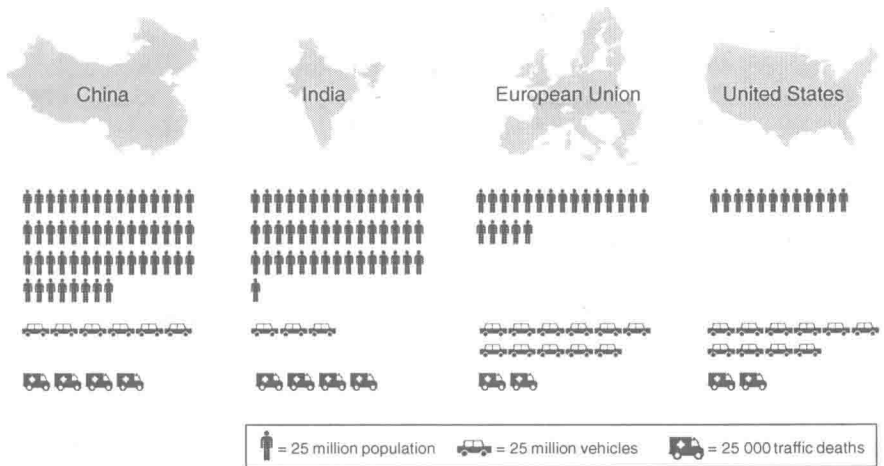 China
India
European Union
United States
= 25 million population
= 25 million vehicles
= 25 000 traffic deaths